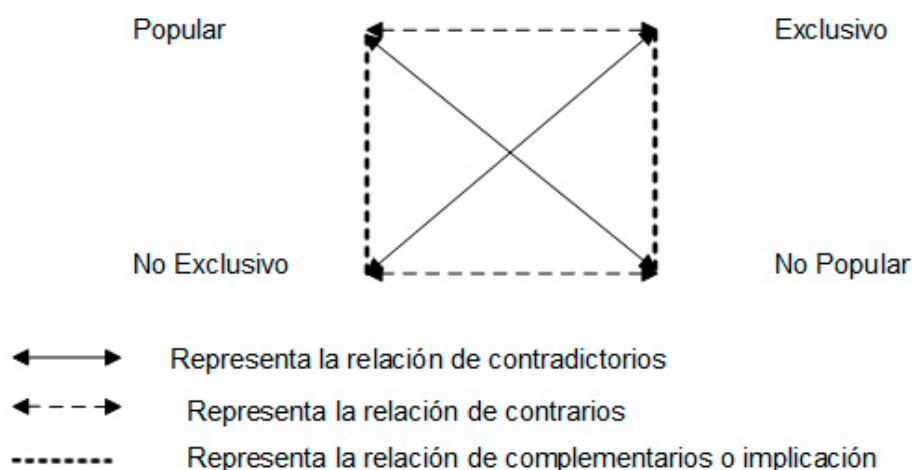 Popular Exclusivo
No Exclusivo No Popular
Representa la relación de contradictorios
Representa la relación de contrarios
Representa la relación de complementarios o implicación